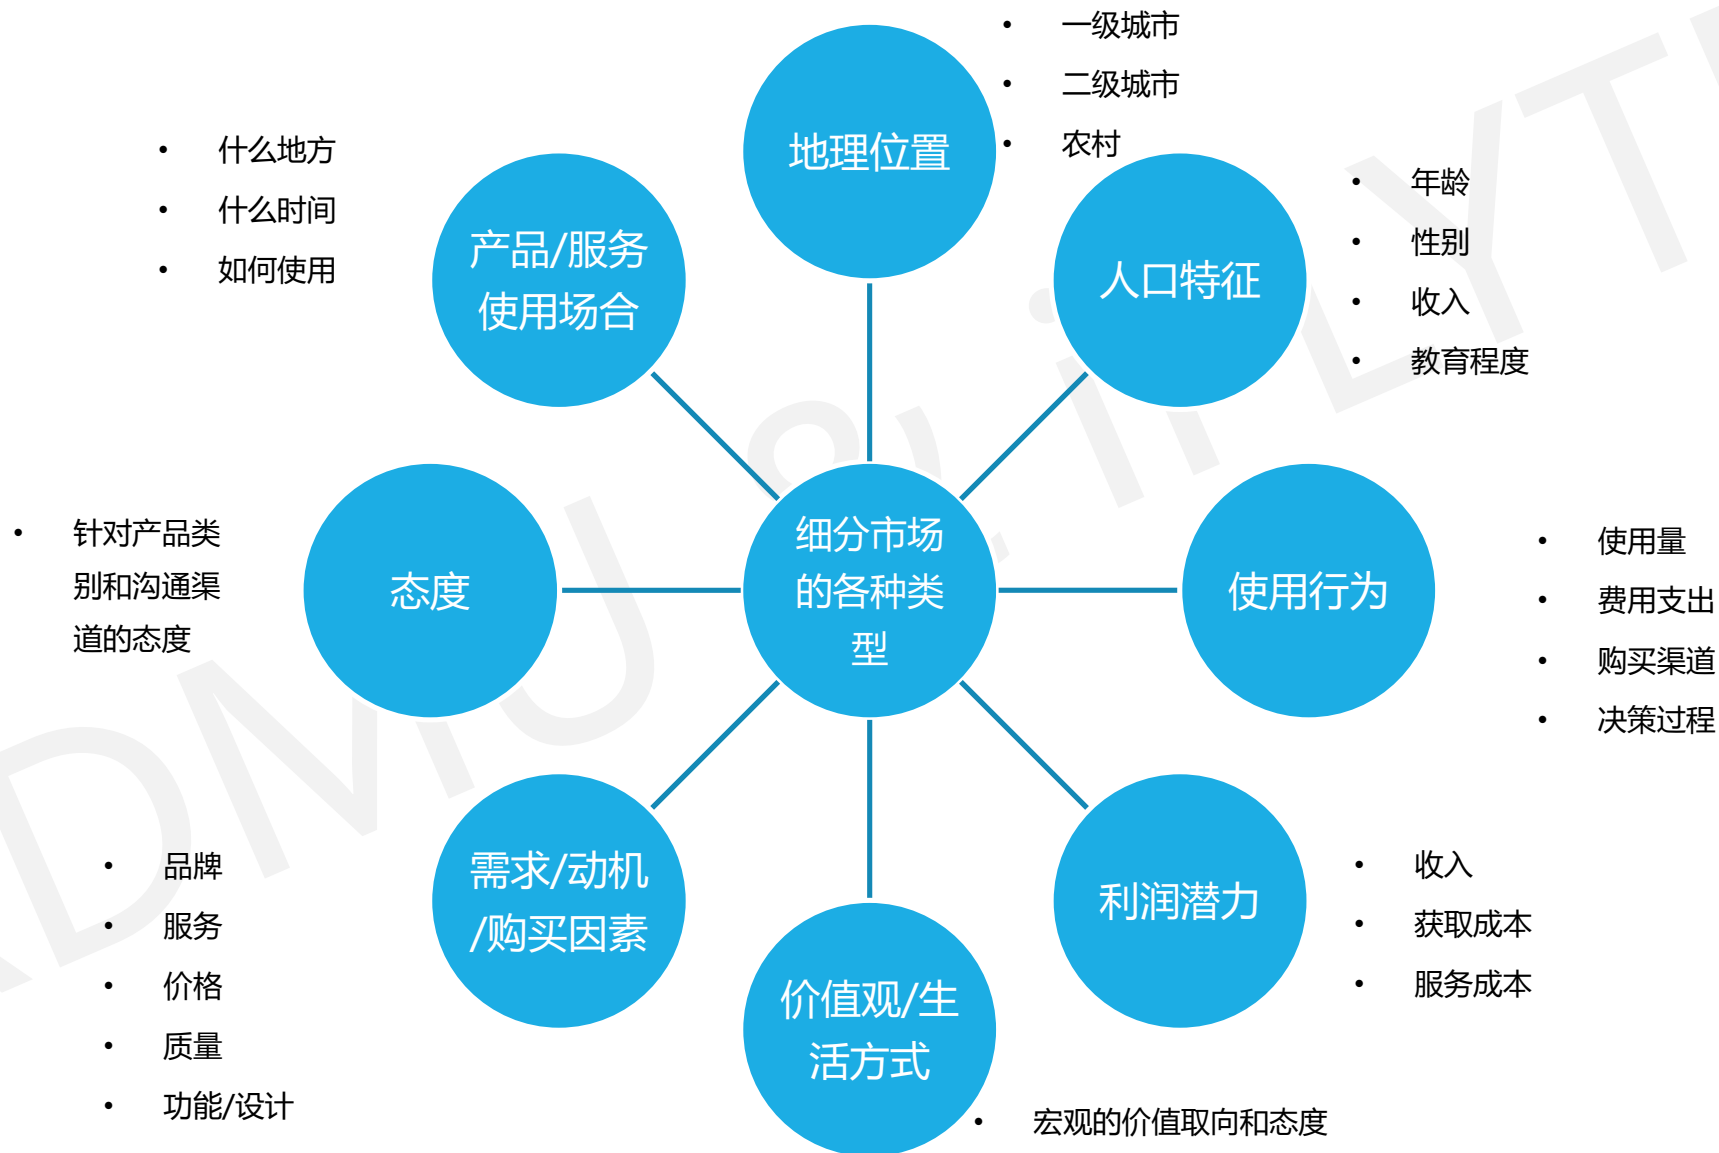 一级城市
二级城市
农村
地理位置
年龄
性别
收入
教育程度
人口特征
使用量
费用支出
购买渠道
决策过程
使用行为
收入
获取成本
服务成本
利润潜力
价值观/生
活方式
宏观的价值取向和态度
需求/动机
/购买因素
品牌
服务
价格
质量
功能/设计
态度
针对产品类
别和沟通渠
道的态度
产品/服务
使用场合
什么地方
什么时间
如何使用
细分市场
的各种类
型